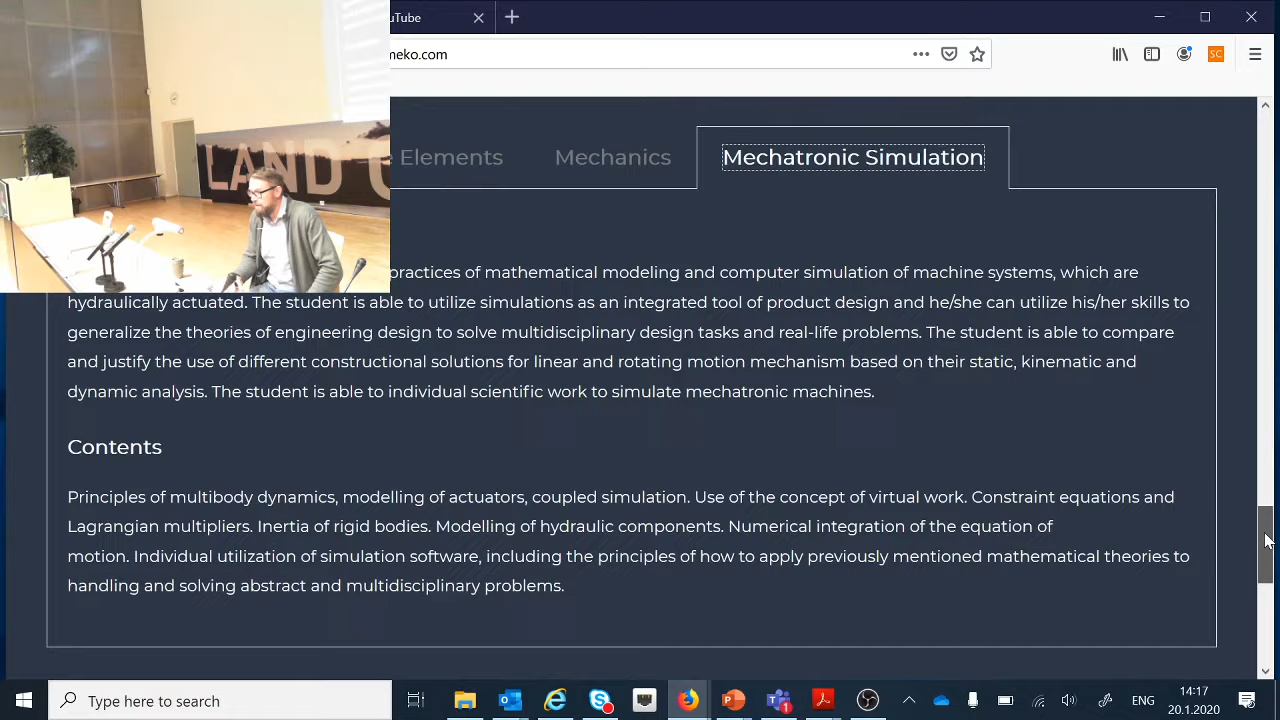 uTube
neko.com
SC
LAND
Elements
Mechanics
Mechatronic Simulation
practices of mathematical modeling and computer simulation of machine systems, which are
hydraulically actuated. The student is able to utilize simulations as an integrated tool of product design and he/she can utilize his/her skills to
generalize the theories of engineering design to solve multidisciplinary design tasks and real-life problems. The student is able to compare
and justify the use of different constructional solutions for linear and rotating motion mechanism based on their static, kinematic and
dynamic analysis. The student is able to individual scientific work to simulate mechatronic machines.
Contents
Principles of multibody dynamics, modelling of actuators, coupled simulation. Use of the concept of virtual work. Constraint equations and
Lagrangian multipliers. Inertia of rigid bodies. Modelling of hydraulic components. Numerical integration of the equation of
motion. Individual utilization of simulation software, including the principles of how to apply previously mentioned mathematical theories to
handling and solving abstract and multidisciplinary problems.
Type here to search
1
ENG
14:17
20.1.2020